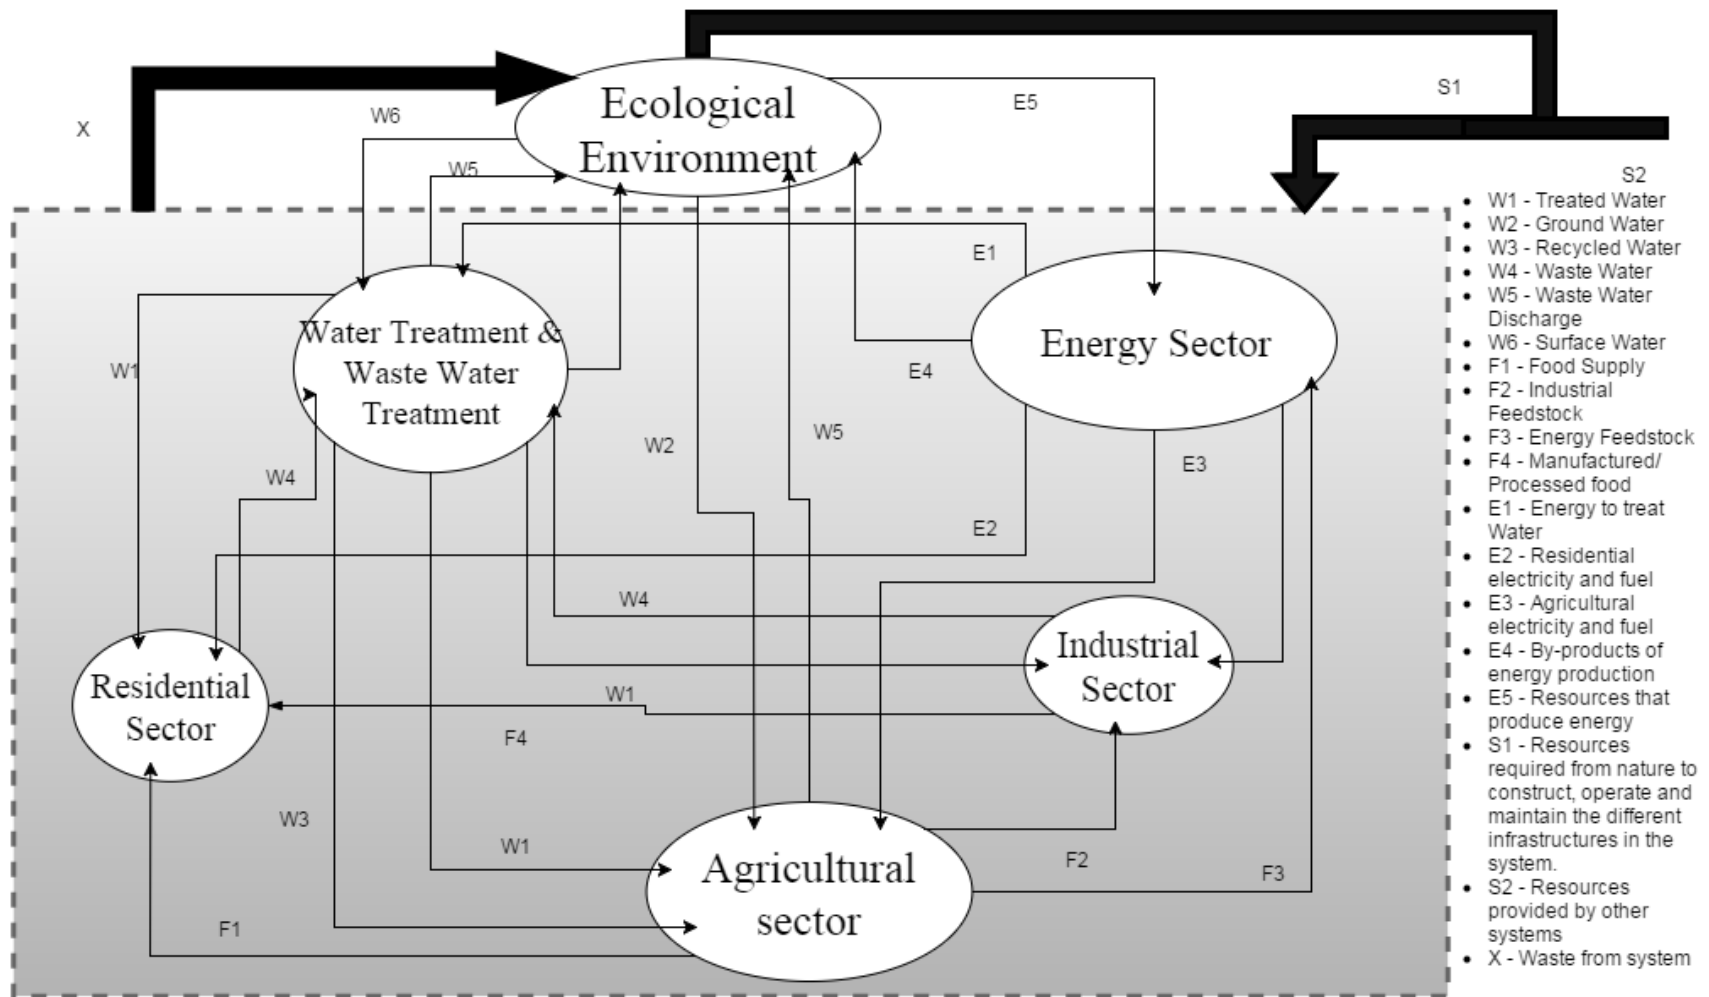 S1
E5
Ecological
Environment
W6
X
W5
S2
E1
Energy Sector
E4
Water Treatment &
Waste Water
Treatment
W1
W2
W5
E3
W4
E2
W4
Industrial
Sector
Residential
Sector
W1
F4
W3
W1
Agricultural
sector
F2
F3
F1
• W1 - Treated Water
• W2 - Ground Water
• W3 - Recycled Water
• W4 - Waste Water
• W5 - Waste Water
Discharge
• W6 - Surface Water
• F1 - Food Supply
• F2 - Industrial
Feedstock
• F3 - Energy Feedstock
• F4 - Manufactured/
Processed food
• E1 - Energy to treat
Water
• E2 - Residential
electricity and fuel
• E3 - Agricultural
electricity and fuel
• E4 - By-products of
energy production
• E5 - Resources that
produce energy
• S1 - Resources
required from nature to
construct, operate and
maintain the different
infrastructures in the
system.
• S2 - Resources
provided by other
systems
• X - Waste from system